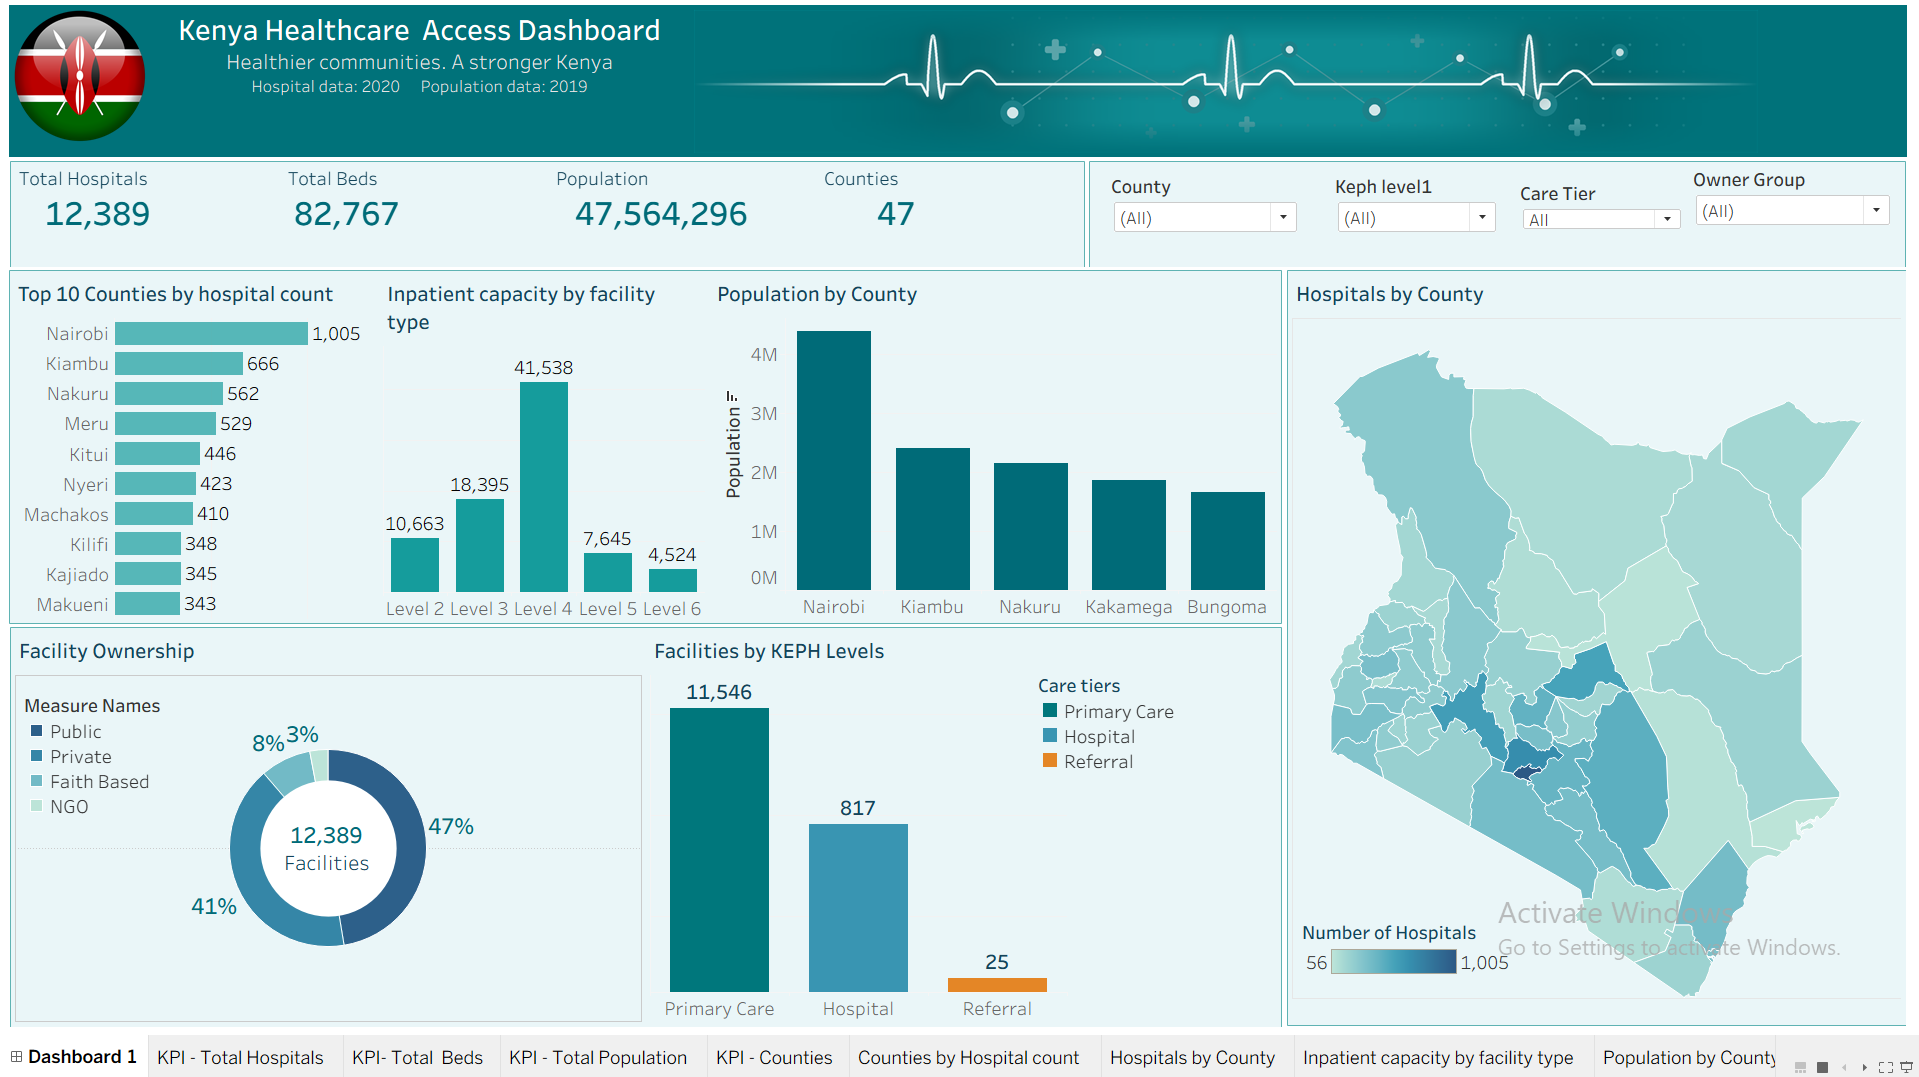 Kenya Healthcare  Access Dashboard
Healthier communities. A stronger Kenya
Hospital data: 2020     Population data: 2019
Total Hospitals
12,389
Total Beds
82,767
Population
47,564,296
Counties
47
County
(All)
Keph level1
(All)
Care Tier
All
Owner Group
(All)
Top 10 Counties by hospital count
Nairobi 1,005
Kiambu 666
Nakuru 562
Meru 529
Kitui 446
Nyeri 423
Machakos 410
Kilifi 348
Kajiado 345
Makueni 343
Inpatient capacity by facility
type
10,663
18,395
41,538
7,645
4,524
Level 2 Level 3 Level 4 Level 5 Level 6
Population by County
Population
4M
3M
2M
1M
0M
Nairobi Kiambu Nakuru Kakamega Bungoma
Hospitals by County
Number of Hospitals
56 1,005
Activate Windows
Go to Settings to activate Windows.
Facility Ownership
Measure Names
Public
Private
Faith Based
NGO
8% 3%
47%
41%
12,389
Facilities
Facilities by KEPH Levels
11,546
817
25
Primary Care Hospital Referral
Care tiers
Primary Care
Hospital
Referral
Dashboard 1 KPI - Total Hospitals KPI- Total  Beds KPI - Total Population KPI - Counties Counties by Hospital count Hospitals by County Inpatient capacity by facility type Population by County